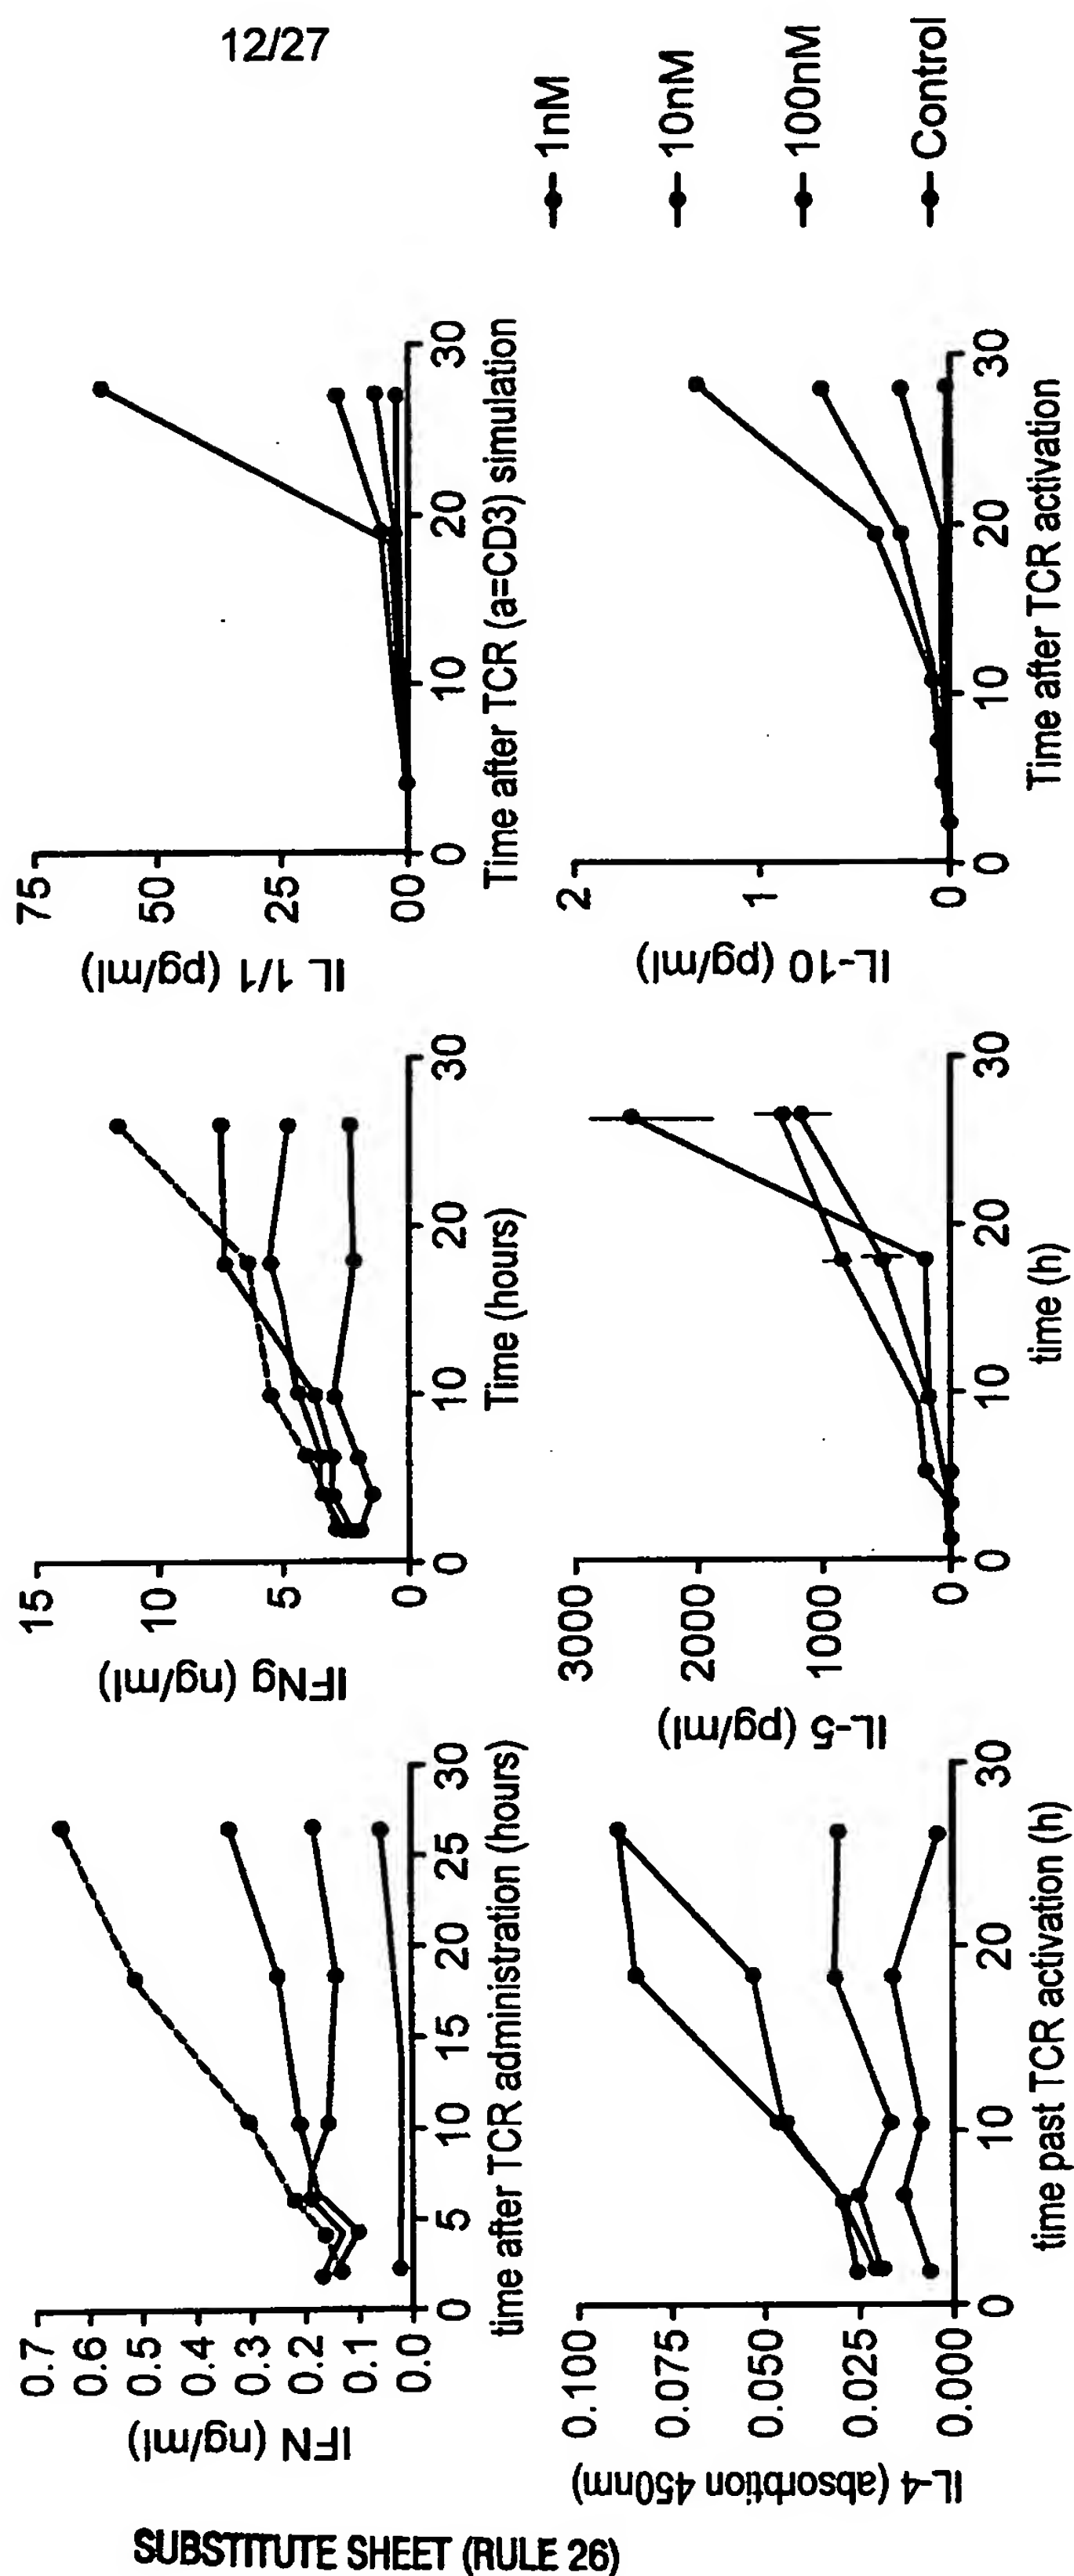 12/27
IFN (ng/ml)
0.7
0.6
0.5
0.4
0.3
0.2
0.1
0.0
0 5 10 15 20 25 30
time after TCR administration (hours)
IFNg (ng/ml)
15
10
5
0
0 10 20 30
Time (hours)
IL 1/1 (pg/ml)
75
50
25
00
0 10 20 30
Time after TCR (a=CD3) simulation
IL-4 (absorption 450nm)
0.100
0.075
0.050
0.025
0.000
0 10 20 30
time past TCR activation (h)
IL-5 (pg/ml)
3000
2000
1000
0
0 10 20 30
time (h)
IL-10 (pg/ml)
2
1
0
0 10 20 30
Time after TCR activation
1nM
10nM
100nM
Control
SUBSTITUTE SHEET (RULE 26)